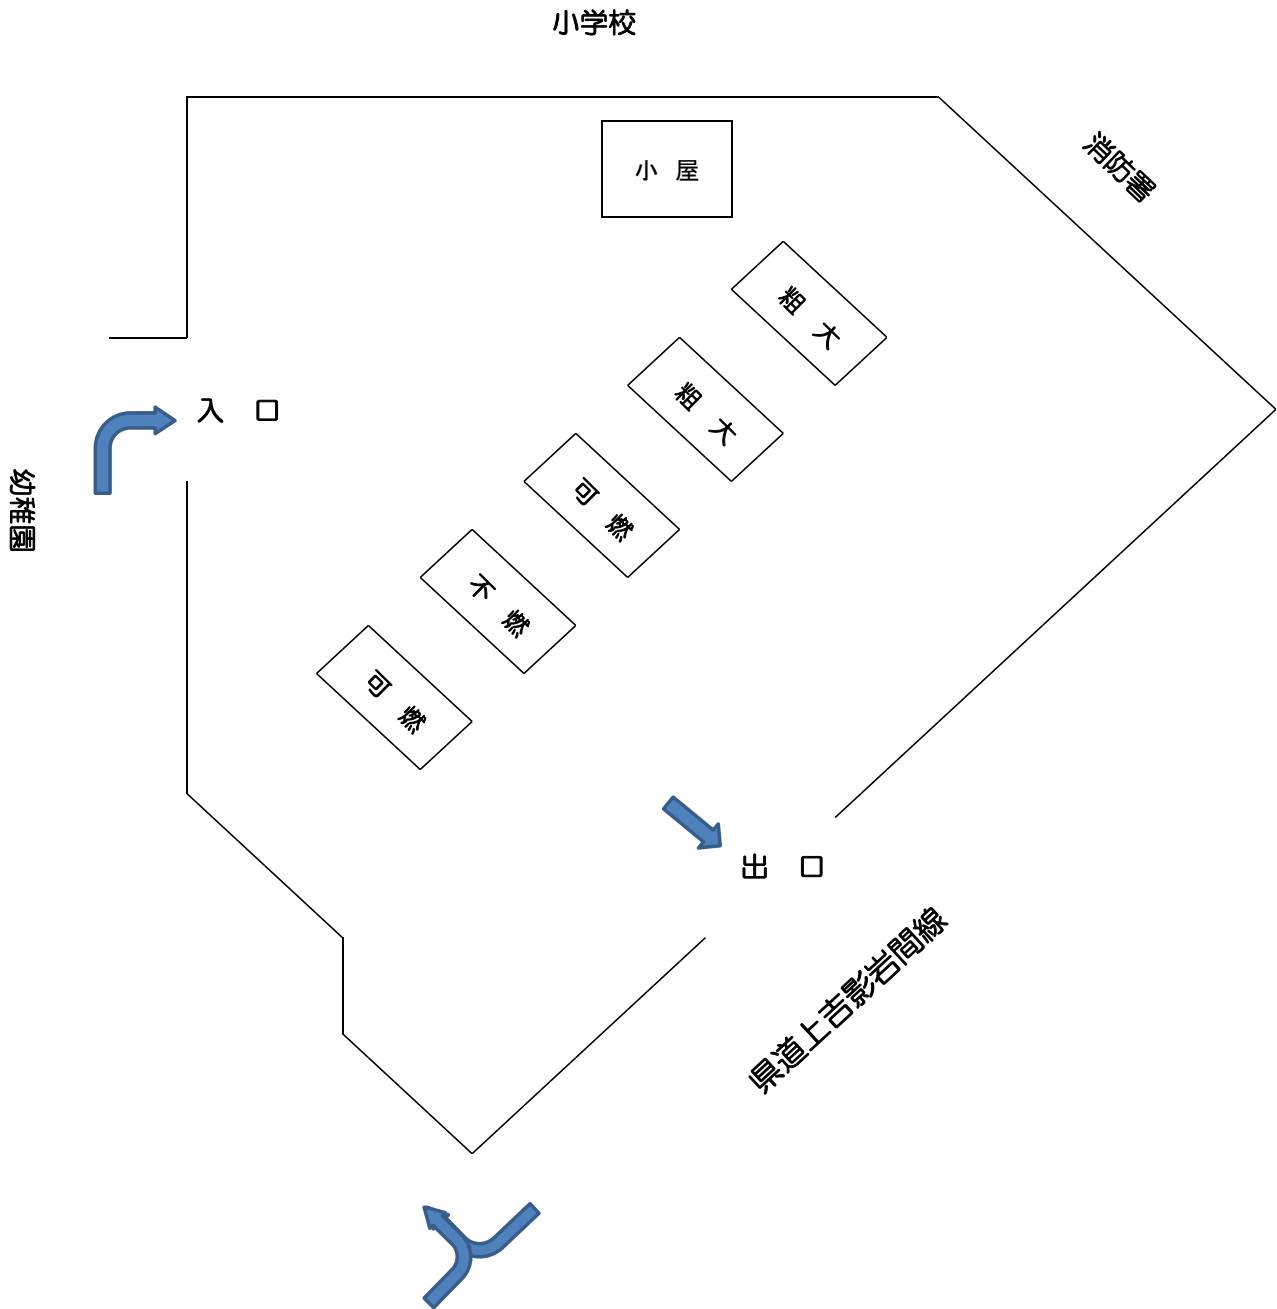 小学校
消防署
小 屋
粗 大
粗 大
入 口
可 燃
幼稚園
不 燃
可 燃
出 口
県道上吉影岩間線